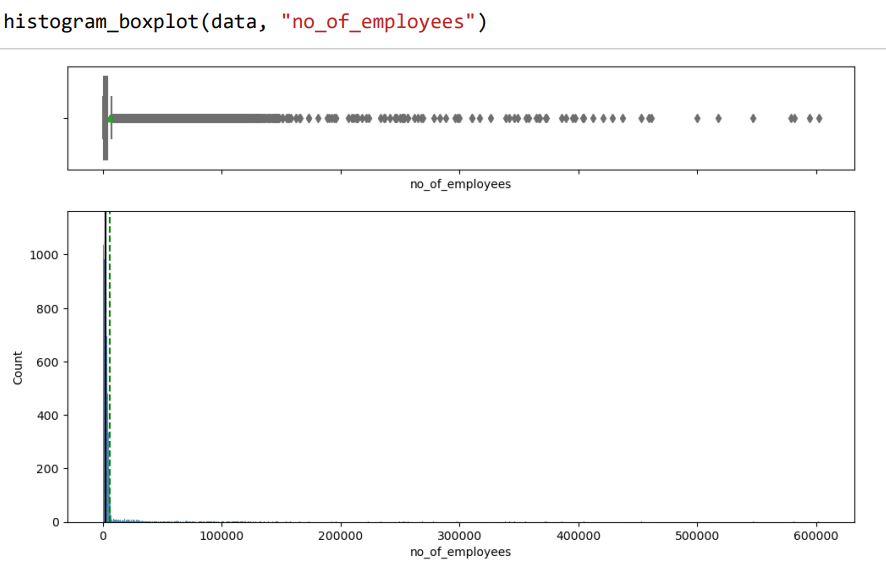 histogram_boxplot(data, "no_of_employees")
no_of_employees
1000
800
600
400
200
0
Count
0 100000 200000 300000 400000 500000 600000
no_of_employees